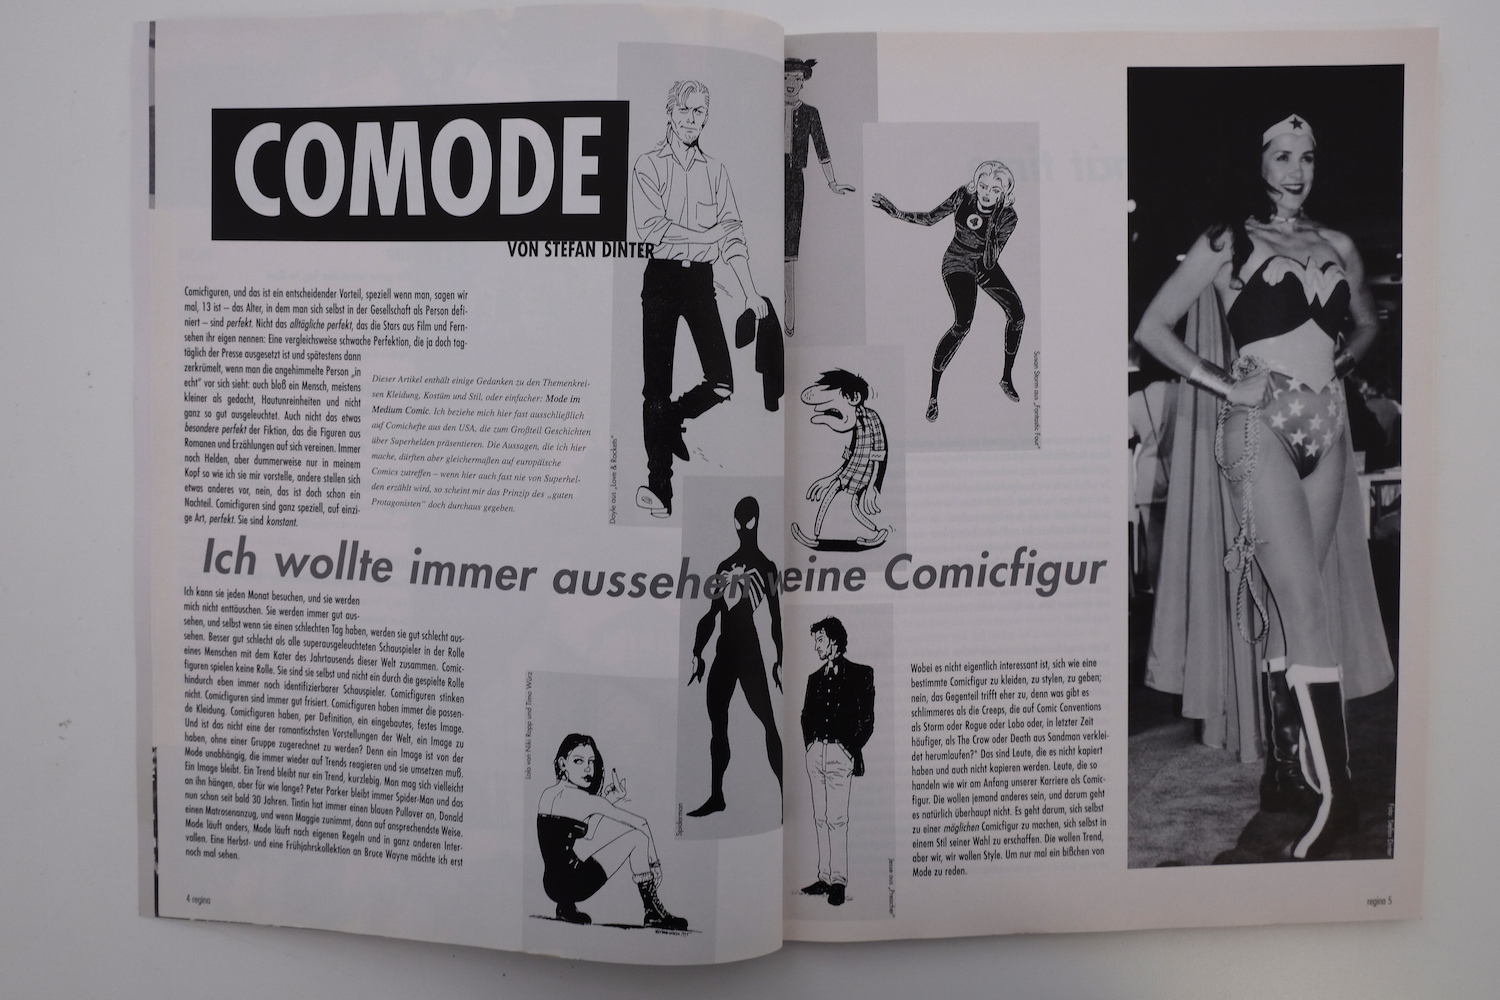 COMODE
VON STEFAN DINTER
Comicfiguren, und das ist ein entscheidender Vorteil, speziell wenn man, sagen wir
mal, 13 ist – das Alter, in dem man sich selbst in der Gesellschaft als Person defi-
niert – sind perfekt. Nicht das alltägliche perfekt, das die Stars aus Film und Fern-
sehen ihr eigen nennen: Eine vergleichsweise schwache Perfektion, die ja doch tag-
täglich der Presse ausgesetzt ist und spätestens dann
zerkrümelt, wenn man die angehimmelte Person „in
echt" vor sich sieht: auch bloß ein Mensch, meistens
kleiner als gedacht, Hautunreinheiten und nicht
ganz so gut ausgeleuchtet. Auch nicht das etwas
besondere perfekt der Fiktion, das die Figuren aus
Romanen und Erzählungen auf sich vereinen. Immer
noch Helden, aber dummerweise nur in meinem
Kopf so wie ich sie mir vorstelle, andere stellen sich
etwas anderes vor, nein, das ist doch schon ein
Nachteil. Comicfiguren sind ganz speziell, auf einzi-
ge Art, perfekt. Sie sind konstant.
Dieser Artikel enthält einige Gedanken zu den Themenkrei-
sen Kleidung, Kostüm und Stil, oder einfacher: Mode im
Medium Comic. Ich beziehe mich hier fast ausschließlich
auf Comichefte aus den USA, die zum Großteil Geschichten
über Superhelden präsentieren. Die Aussagen, die ich hier
mache, dürften aber gleichermaßen auf europäische
Comics zutreffen – wenn hier auch fast nie von Superhel-
den erzählt wird, so scheint mir das Prinzip des „guten
Protagonisten" doch durchaus gegeben.
Ich wollte immer aussehen eine Comicfigur
Ich kann sie jeden Monat besuchen, und sie werden
mich nicht enttäuschen. Sie werden immer gut aus-
sehen, und selbst wenn sie einen schlechten Tag haben, werden sie gut schlecht aus-
sehen. Besser gut schlecht als alle superausgeleuchteten Schauspieler in der Rolle
eines Menschen mit dem Kater des Jahrtausends dieser Welt zusammen. Comic-
figuren spielen keine Rolle. Sie sind sie selbst und nicht ein durch die gespielte Rolle
hindurch eben immer noch identifizierbarer Schauspieler. Comicfiguren stinken
nicht. Comicfiguren sind immer gut frisiert. Comicfiguren haben immer die passen-
de Kleidung. Comicfiguren haben, per Definition, ein eingebautes, festes Image.
Und ist das nicht eine der romantischsten Vorstellungen der Welt, ein Image zu
haben, ohne einer Gruppe zugerechnet zu werden? Denn ein Image ist von der
Mode unabhängig, die immer wieder auf Trends reagieren und sie umsetzen muß.
Ein Image bleibt. Ein Trend bleibt nur ein Trend, kurzlebig. Man mag sich vielleicht
an ihn hängen, aber für wie lange? Peter Parker bleibt immer Spider-Man und das
nun schon seit bald 30 Jahren. Tintin hat immer einen blauen Pullover an, Donald
einen Matrosenanzug, und wenn Maggie zunimmt, dann auf ansprechendste Weise.
Mode läuft anders, Mode läuft nach eigenen Regeln und in ganz anderen Inter-
vallen. Eine Herbst- und eine Frühjahrskollektion an Bruce Wayne möchte ich erst
noch mal sehen.
Doyle aus „Love & Rockets"
Lola von Niki Kopp und Timo Würz
Spiderman
4 regina
Susan Storm aus „Fantastic Four"
Jesse aus „Preacher"
Wobei es nicht eigentlich interessant ist, sich wie eine
bestimmte Comicfigur zu kleiden, zu stylen, zu geben;
nein, das Gegenteil trifft eher zu, denn was gibt es
schlimmeres als die Creeps, die auf Comic Conventions
als Storm oder Rogue oder Lobo oder, in letzter Zeit
häufiger, als The Crow oder Death aus Sandman verklei-
det herumlaufen?" Das sind Leute, die es nicht kapiert
haben und auch nicht kapieren werden. Leute, die so
handeln wie wir am Anfang unserer Karriere als Comic-
figur. Die wollen jemand anderes sein, und darum geht
es natürlich überhaupt nicht. Es geht darum, sich selbst
zu einer möglichen Comicfigur zu machen, sich selbst in
einem Stil seiner Wahl zu erschaffen. Die wollen Trend,
aber wir, wir wollen Style. Um nur mal ein bißchen von
Mode zu reden.
Foto: Stefan Dinter
regina 5